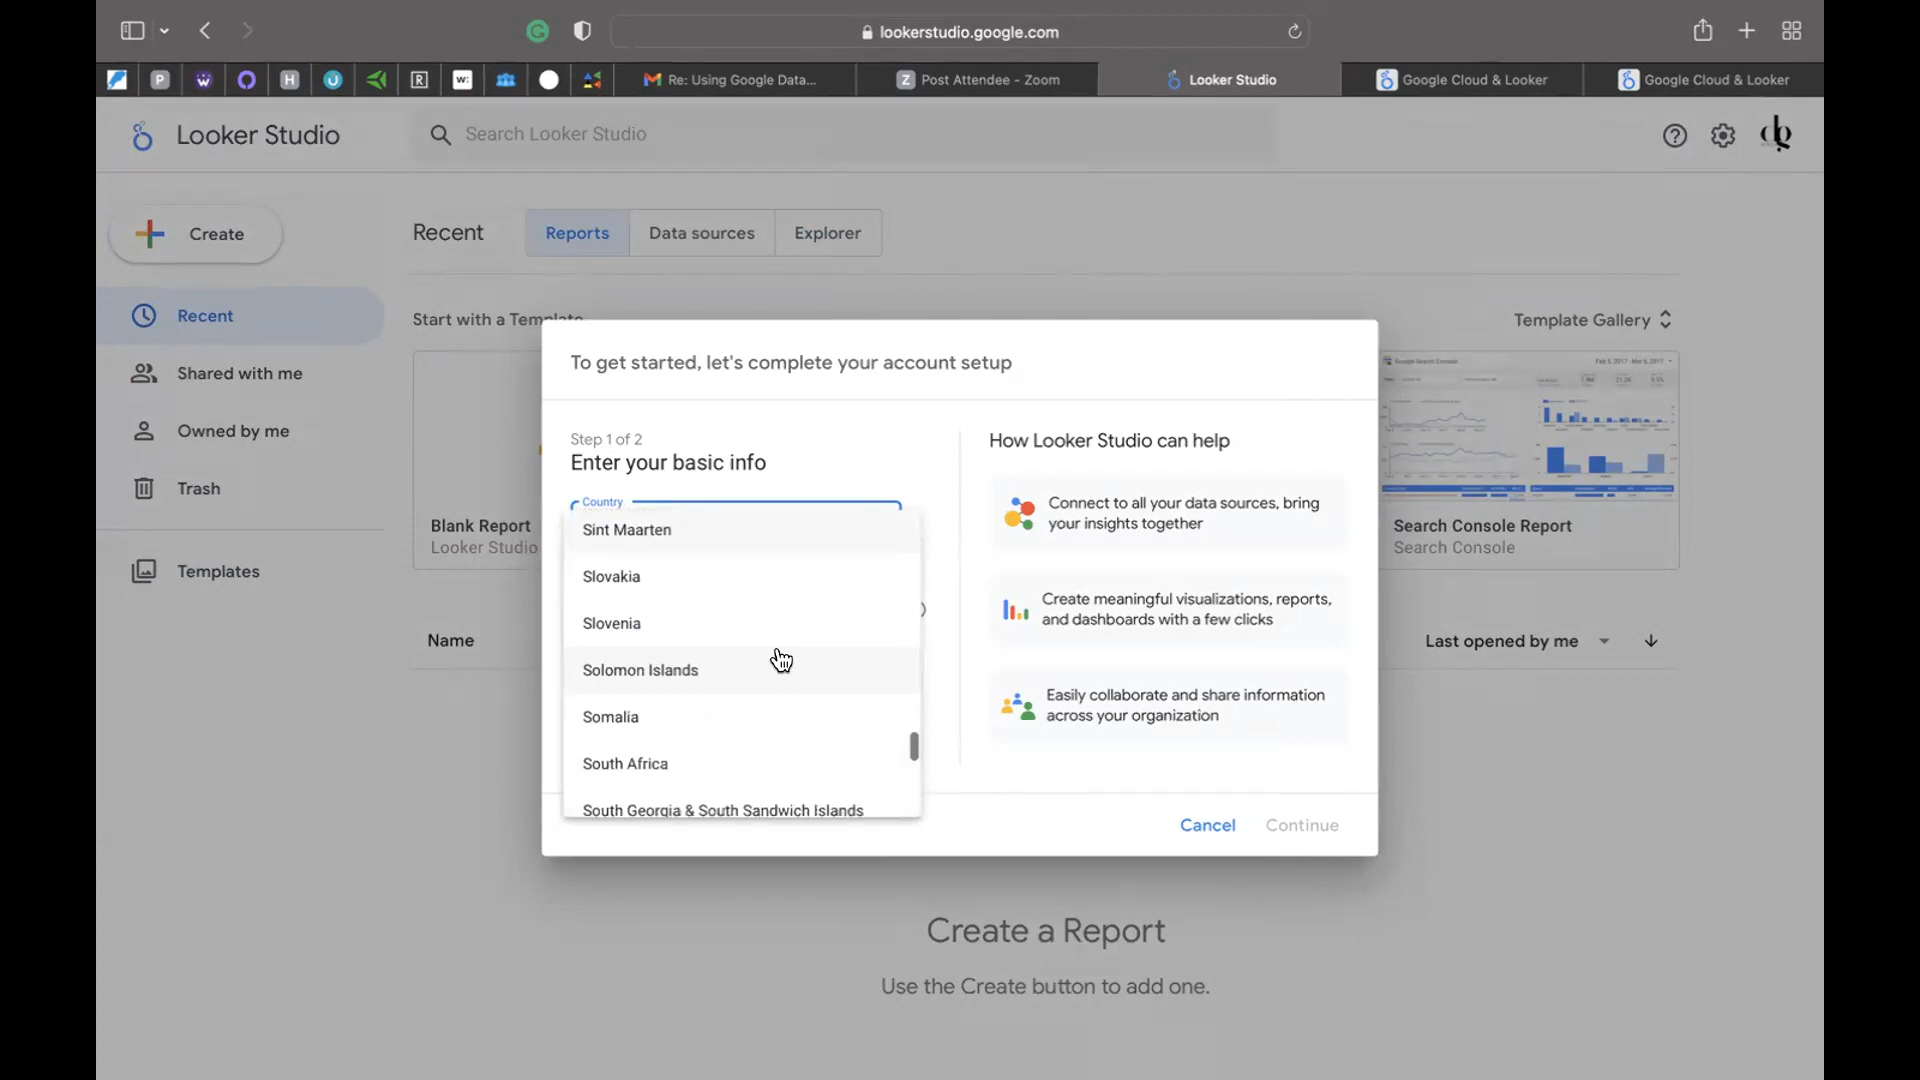 lookerstudio.google.com
Re: Using Google Data...
Post Attendee - Zoom
Looker Studio
Google Cloud & Looker
Google Cloud & Looker
Looker Studio
Search Looker Studio
Create
Recent
Reports
Data sources
Explorer
Recent
Shared with me
Owned by me
Trash
Templates
Start with a Template
Template Gallery
Blank Report
Looker Studio
Search Console Report
Search Console
Name
Last opened by me
To get started, let's complete your account setup
Step 1 of 2
Enter your basic info
Country
Sint Maarten
Slovakia
Slovenia
Solomon Islands
Somalia
South Africa
South Georgia & South Sandwich Islands
How Looker Studio can help
Connect to all your data sources, bring
your insights together
Create meaningful visualizations, reports,
and dashboards with a few clicks
Easily collaborate and share information
across your organization
Cancel
Continue
Create a Report
Use the Create button to add one.